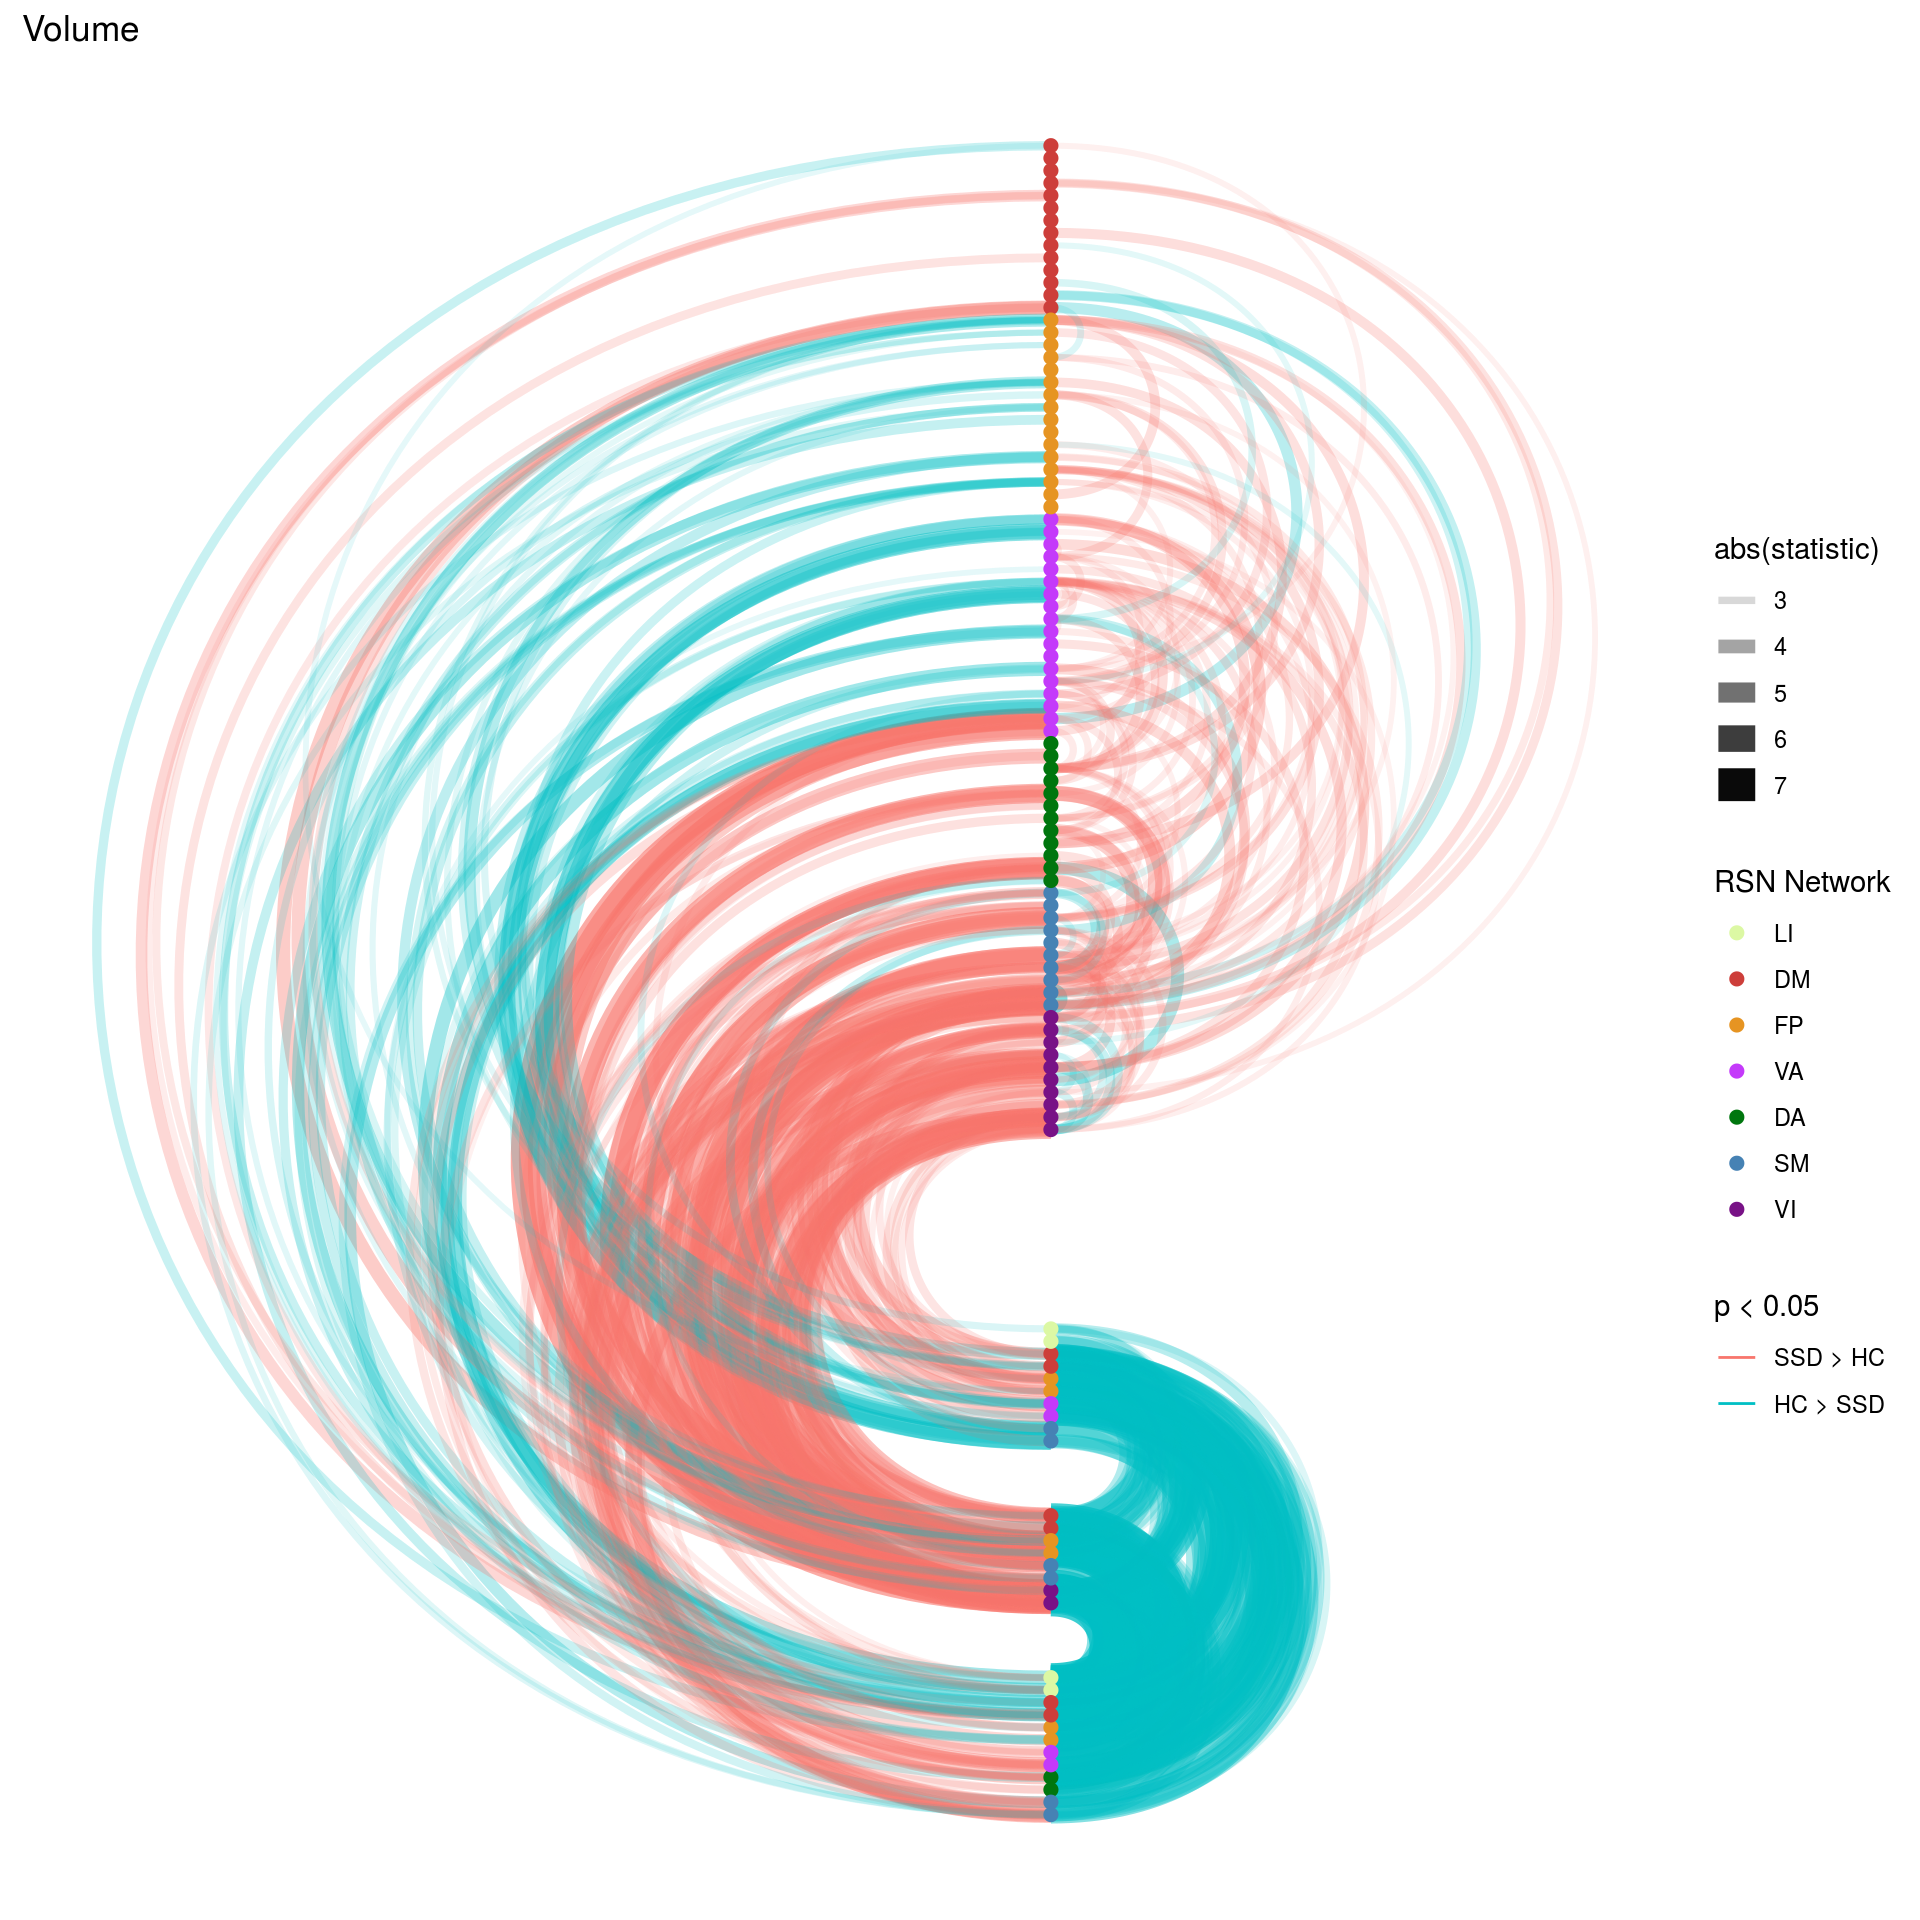 Volume
abs(statistic)
3
4
5
6
7
RSN Network
LI
DM
FP
VA
DA
SM
VI
p < 0.05
SSD > HC
HC > SSD